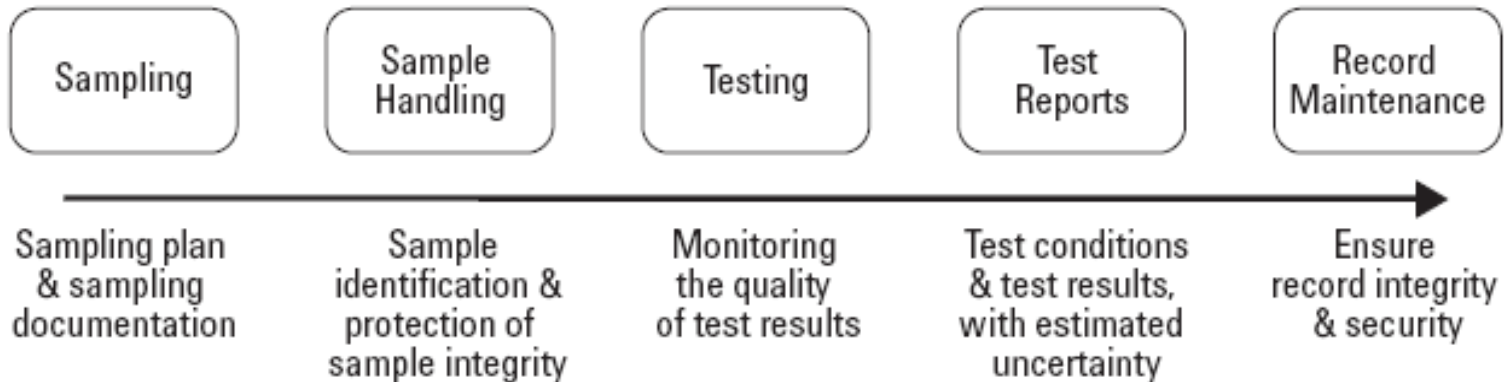 Sampling
Sample
Handling
Testing
Test
Reports
Record
Maintenance
Sampling plan
& sampling
documentation
Sample
identification &
protection of
sample integrity
Monitoring
the quality
of test results
Test conditions
& test results,
with estimated
uncertainty
Ensure
record integrity
& security